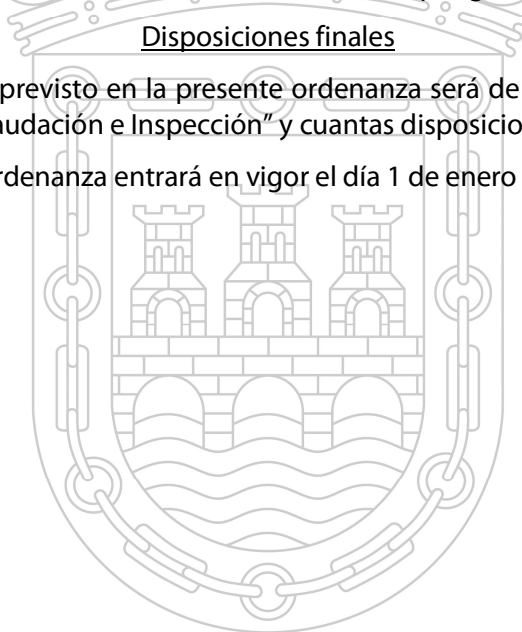 Disposiciones finales
previsto en la presente ordenanza será de
audación e Inspección” y cuantas disposicio
rdenanza entrará en vigor el día 1 de enero